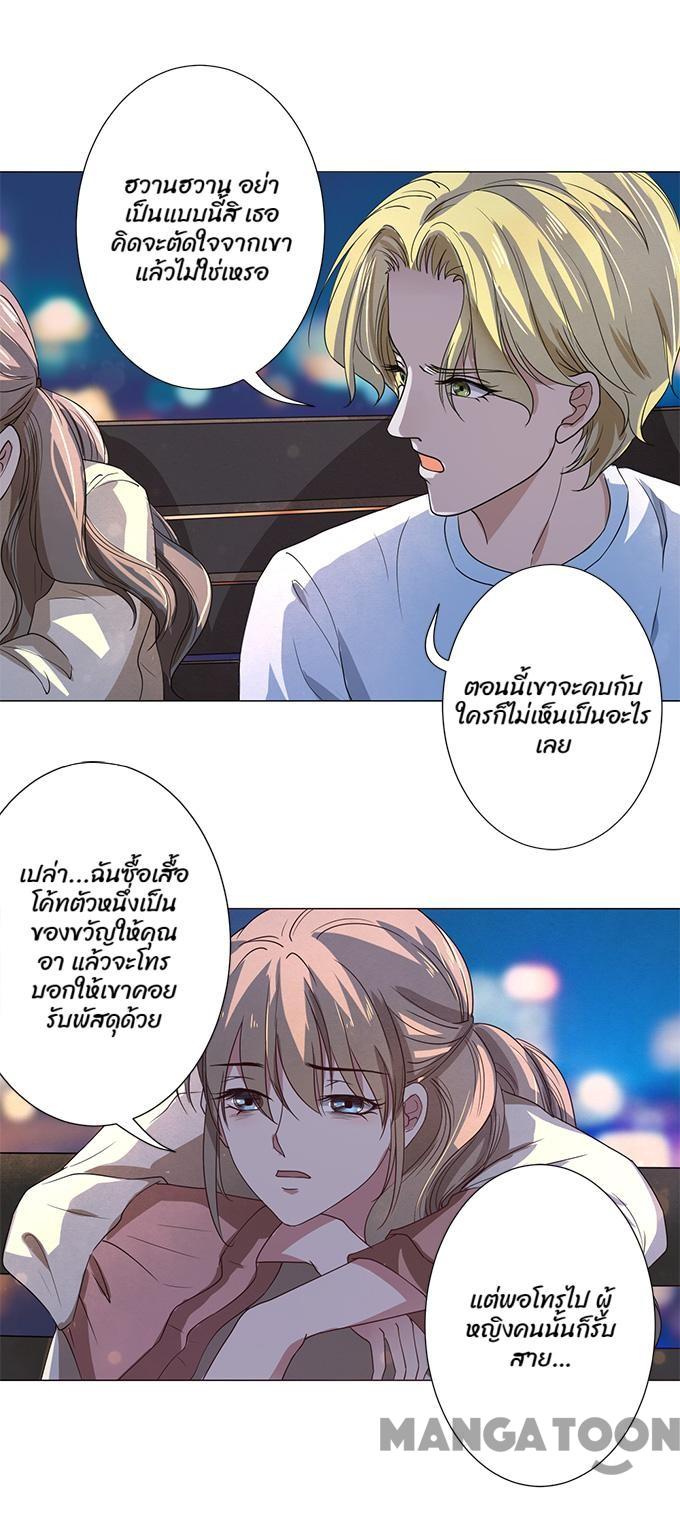 ฮวานฮวาน อย่า
เป็นแบบนี้สิ เธอ
คิดจะตัดใจจากเขา
แล้วไม่ใช่เหรอ
ตอนนี้เขาจะคบกับ
ใครก็ไม่เห็นเป็นอะไร
เลย
เปล่า...ฉันซื้อเสื้อ
โค้ทตัวหนึ่งเป็น
ของขวัญให้คุณ
อา แล้วจะโทร
บอกให้เขาคอย
รับพัสดุด้วย
แต่พอโทรไป ผู้
หญิงคนนั้นก็รับ
สาย...
MANGATOON